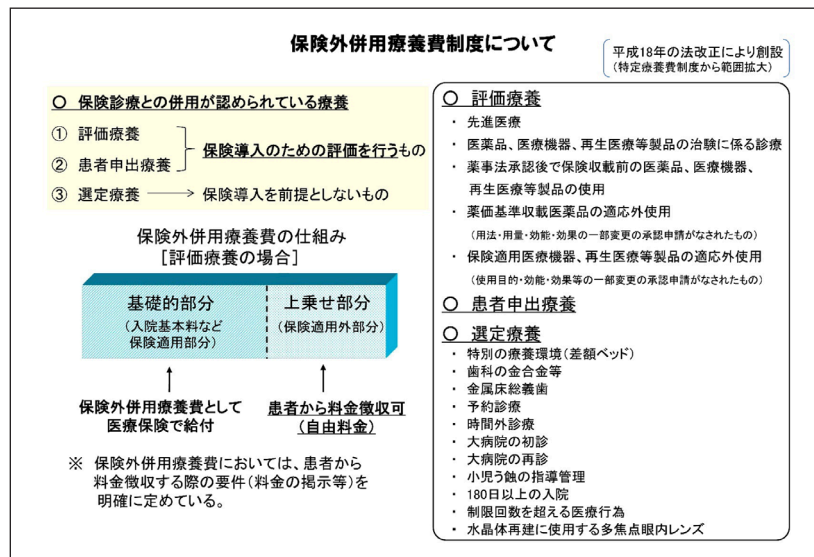 保険外併用療養費制度について
平成18年の法改正により創設
（特定療養費制度から範囲拡大）
○ 保険診療との併用が認められている療養
① 評価療養
② 患者申出療養
保険導入のための評価を行うもの
③ 選定療養
保険導入を前提としないもの
保険外併用療養費の仕組み
［評価療養の場合］
基礎的部分
（入院基本料など
保険適用部分）
上乗せ部分
（保険適用外部分）
保険外併用療養費として
医療保険で給付
患者から料金徴収可
（自由料金）
※ 保険外併用療養費においては、患者から
料金徴収する際の要件（料金の掲示等）を
明確に定めている。
○ 評価療養
・ 先進医療
・ 医薬品、医療機器、再生医療等製品の治験に係る診療
・ 薬事法承認後で保険収載前の医薬品、医療機器、
再生医療等製品の使用
・ 薬価基準収載医薬品の適応外使用
（用法・用量・効能・効果の一部変更の承認申請がなされたもの）
・ 保険適用医療機器、再生医療等製品の適応外使用
（使用目的・効能・効果等の一部変更の承認申請がなされたもの）
○ 患者申出療養
○ 選定療養
・ 特別の療養環境（差額ベッド）
・ 歯科の金合金等
・ 金属床総義歯
・ 予約診療
・ 時間外診療
・ 大病院の初診
・ 大病院の再診
・ 小児う蝕の指導管理
・ 180日以上の入院
・ 制限回数を超える医療行為
・ 水晶体再建に使用する多焦点眼内レンズ